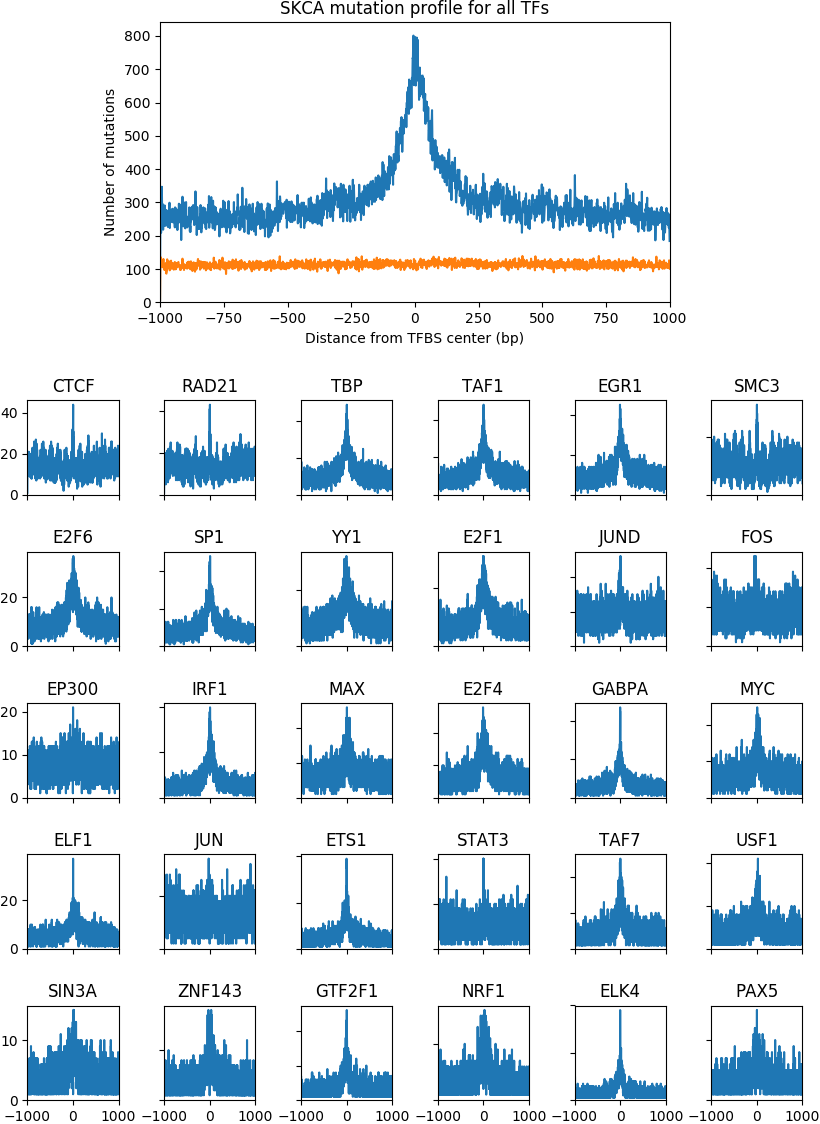 SKCA mutation profile for all TFs
800
700
600
500
400
300
200
100
0
Number of mutations
−1000 −750 −500 −250 0 250 500 750 1000
Distance from TFBS center (bp)
CTCF RAD21 TBP TAF1 EGR1 SMC3
40
20
0
E2F6 SP1 YY1 E2F1 JUND FOS
20
0
EP300 IRF1 MAX E2F4 GABPA MYC
20
10
0
ELF1 JUN ETS1 STAT3 TAF7 USF1
20
0
SIN3A ZNF143 GTF2F1 NRF1 ELK4 PAX5
10
0
−1000 0 1000 −1000 0 1000 −1000 0 1000 −1000 0 1000 −1000 0 1000 −1000 0 1000